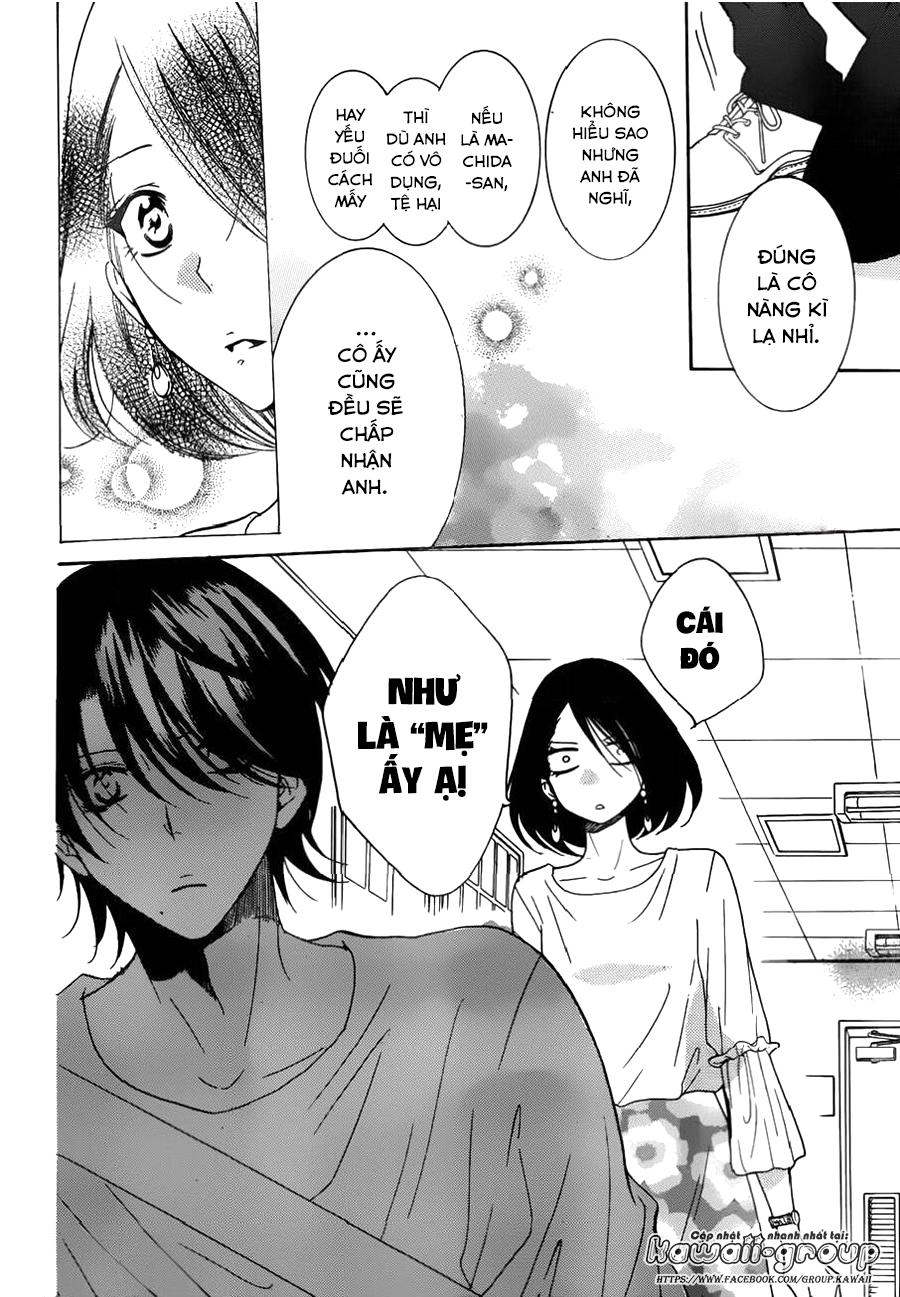 ĐÚNG
LÀ CÔ
NÀNG KÌ
LẠ NHỈ.
KHÔNG
HIỂU SAO
NHƯNG
ANH ĐÃ
NGHĨ,
NẾU
LÀ MA-
CHIDA
-SAN,
THÌ
DÙ ANH
CÓ VÔ
DỤNG,
TỆ HẠI
HAY
YẾU
ĐUỐI
CÁCH
MẤY
...
CÔ ẤY
CŨNG
ĐỀU SẼ
CHẤP
NHẬN
ANH.
CÁI
ĐÓ
NHƯ
LÀ “MẸ”
ẤY Ạ!
Cập nhật nhanh nhất tại:
kawaii-group
HTTPS://WWW.FACEBOOK.COM/GROUP.KAWAII